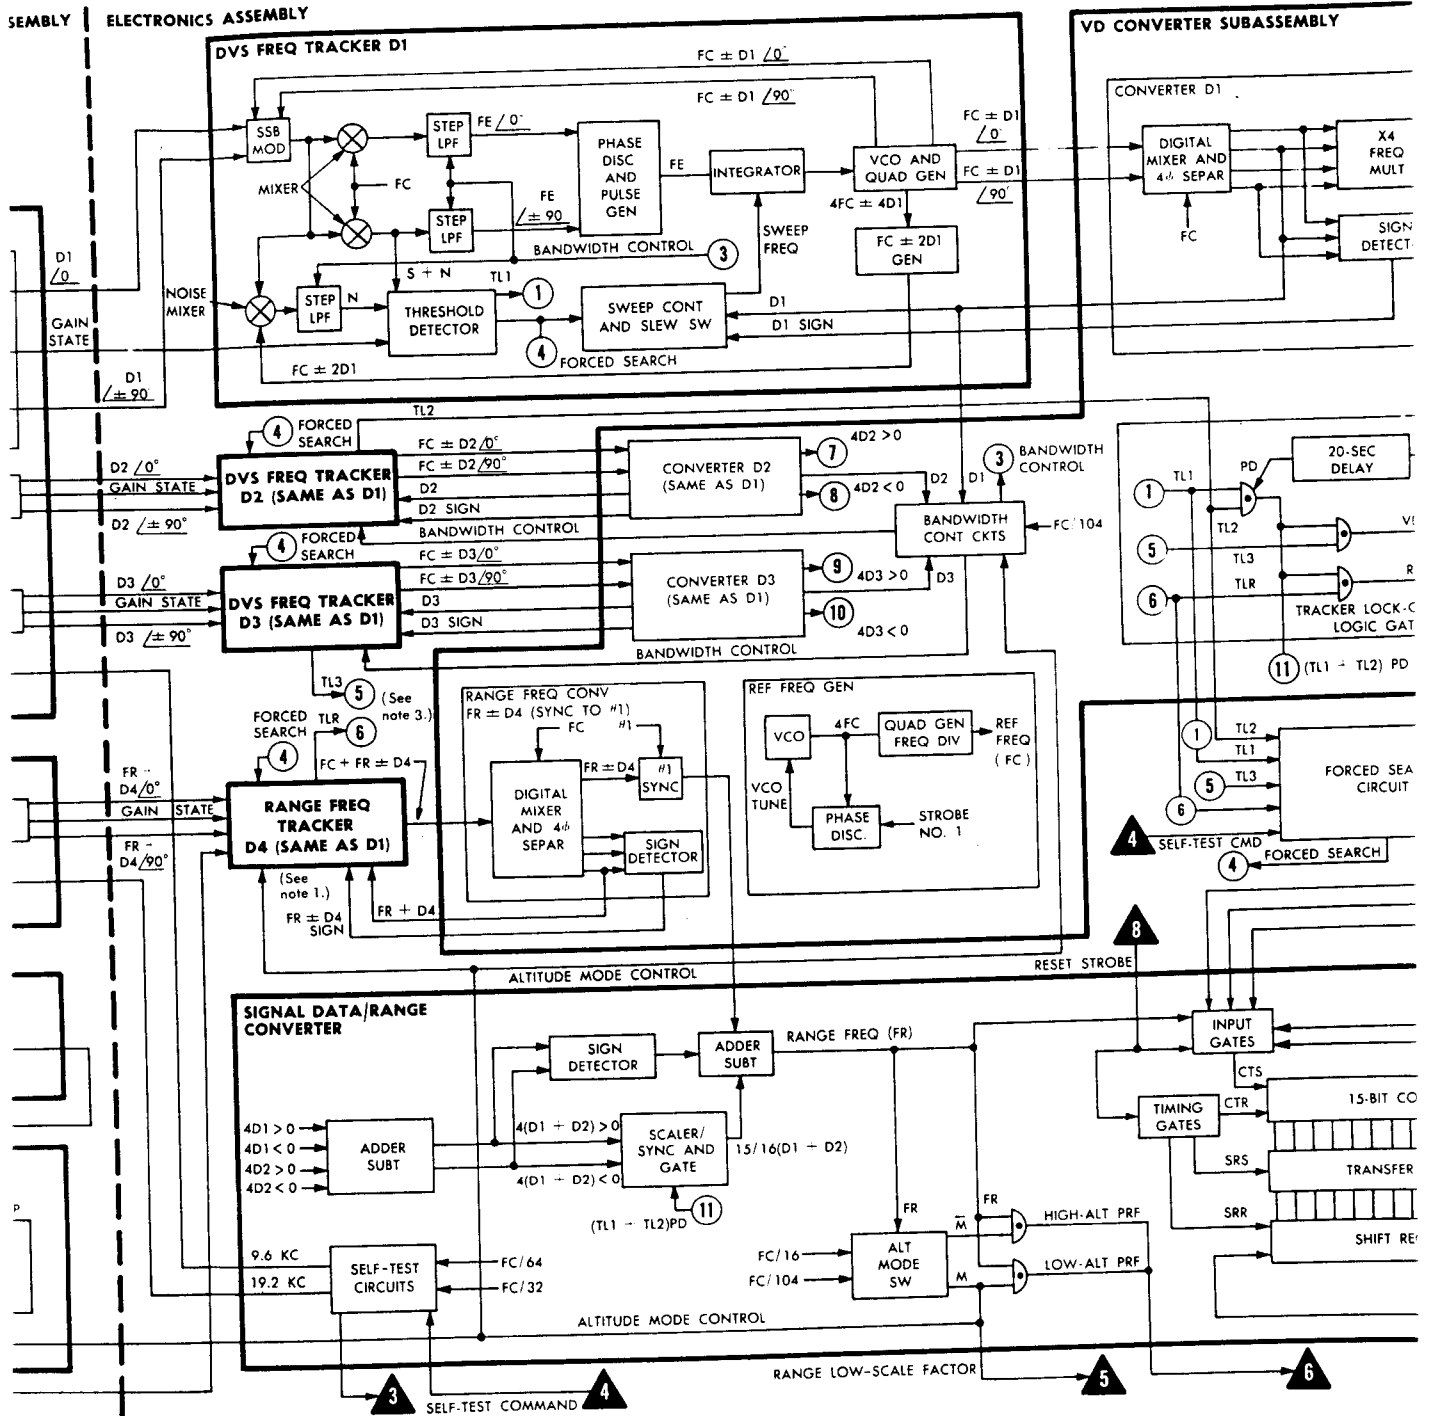 SEMBLY
ELECTRONICS ASSEMBLY
DVS FREQ TRACKER D1
VD CONVERTER SUBASSEMBLY
FC ± D1 /0°
FC ± D1 /90°
CONVERTER D1
SSB
MOD
MIXER
STEP
LPF
FE /0°
FC
STEP
LPF
FE
/± 90
PHASE
DISC
AND
PULSE
GEN
FE
INTEGRATOR
VCO AND
QUAD GEN
FC ± D1
/0°
FC ± D1
/90°
4FC ± 4D1
DIGITAL
MIXER AND
4ϕ SEPAR
FC
X4
FREQ
MULT
SIGN
DETECT
SWEEP
FREQ
FC ± 2D1
GEN
BANDWIDTH CONTROL
3
D1
/0
GAIN
STATE
D1
/± 90
NOISE
MIXER
STEP
LPF
N
S + N
TL1
1
THRESHOLD
DETECTOR
SWEEP CONT
AND SLEW SW
D1
D1 SIGN
4
FORCED SEARCH
FC ± 2D1
TL2
4
FORCED
SEARCH
D2 /0°
GAIN STATE
D2 /± 90°
DVS FREQ TRACKER
D2 (SAME AS D1)
FC ± D2/0°
FC ± D2/90°
D2
D2 SIGN
BANDWIDTH CONTROL
CONVERTER D2
(SAME AS D1)
7
4D2 > 0
8
4D2 < 0
D2
D1
3
BANDWIDTH
CONTROL
BANDWIDTH
CONT CKTS
FC/104
20-SEC
DELAY
PD
1
TL1
TL2
5
TL3
6
TLR
TRACKER LOCK-
LOGIC GAT
11
(TL1 - TL2) PD
4
FORCED
SEARCH
D3 /0°
GAIN STATE
D3 /± 90°
DVS FREQ TRACKER
D3 (SAME AS D1)
FC ± D3/0°
FC ± D3/90°
D3
D3 SIGN
CONVERTER D3
(SAME AS D1)
9
4D3 > 0
10
4D3 < 0
D3
BANDWIDTH CONTROL
TL3
5
(See
note 3.)
FORCED
SEARCH
TLR
6
4
FC + FR ± D4
FR -
D4/0°
GAIN STATE
FR -
D4/90°
RANGE FREQ
TRACKER
D4 (SAME AS D1)
(See
note 1.)
FR ± D4
SIGN
FR + D4
RANGE FREQ CONV
FR ± D4 (SYNC TO #1)
FC
#1
DIGITAL
MIXER
AND 4ϕ
SEPAR
FR ± D4
#1
SYNC
SIGN
DETECTOR
REF FREQ GEN
VCO
4FC
QUAD GEN
FREQ DIV
REF
FREQ
(FC)
VCO
TUNE
PHASE
DISC.
STROBE
NO. 1
TL2
1
TL1
5
TL3
6
FORCED SEA
CIRCUIT
4
SELF-TEST CMD
4
FORCED SEARCH
8
RESET STROBE
ALTITUDE MODE CONTROL
SIGNAL DATA/RANGE
CONVERTER
SIGN
DETECTOR
ADDER
SUBT
RANGE FREQ (FR)
INPUT
GATES
CTS
TIMING
GATES
CTR
15-BIT CO
SRS
TRANSFER
SRR
SHIFT RE
4D1 > 0
4D1 < 0
4D2 > 0
4D2 < 0
ADDER
SUBT
4(D1 + D2) > 0
4(D1 + D2) < 0
SCALER/
SYNC AND
GATE
15/16(D1 + D2)
(TL1 - TL2)PD
11
FR
FR
M̅
HIGH-ALT PRF
FC/16
FC/104
ALT
MODE
SW
M
LOW-ALT PRF
9.6 KC
19.2 KC
SELF-TEST
CIRCUITS
FC/64
FC/32
ALTITUDE MODE CONTROL
RANGE LOW-SCALE FACTOR
5
6
3
SELF-TEST COMMAND
4